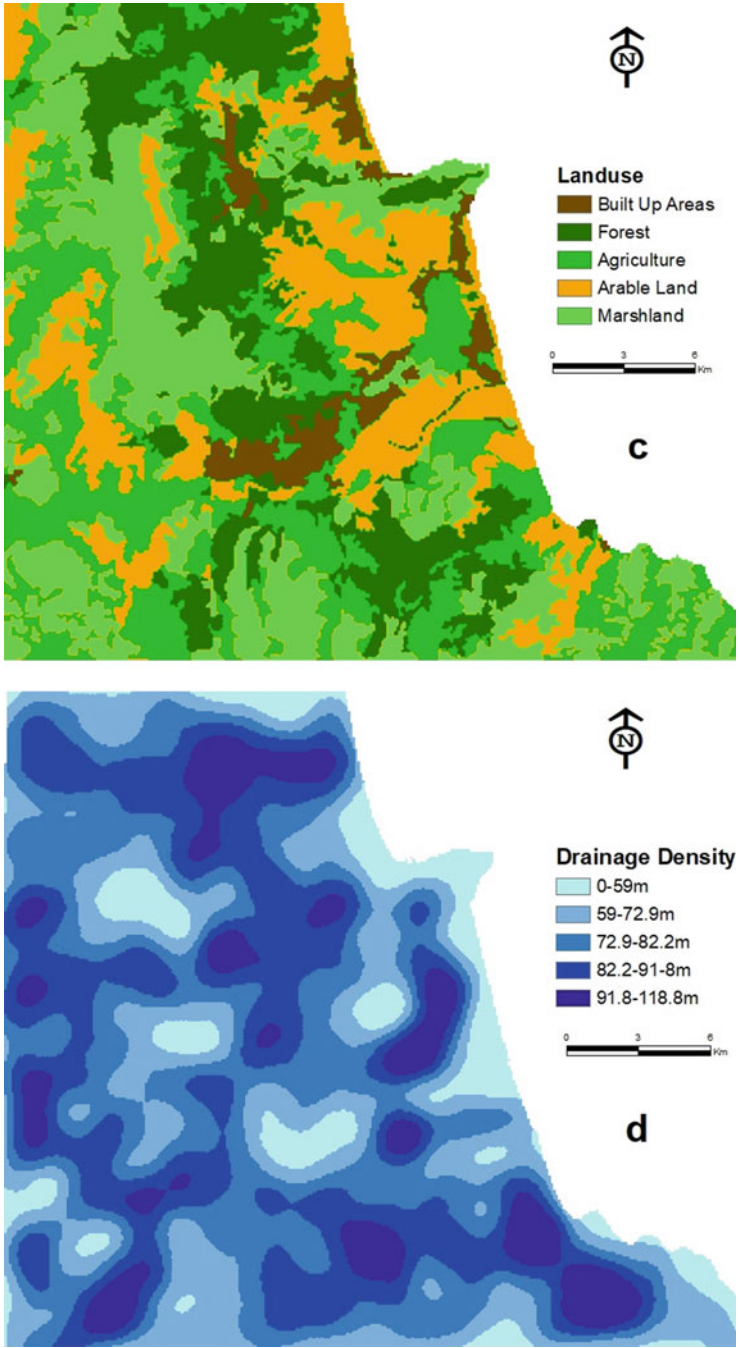 N
Landuse
Built Up Areas
Forest
Agriculture
Arable Land
Marshland
0 3 6
Km
c
N
Drainage Density
0-59m
59-72.9m
72.9-82.2m
82.2-91-8m
91.8-118.8m
0 3 6
Km
d